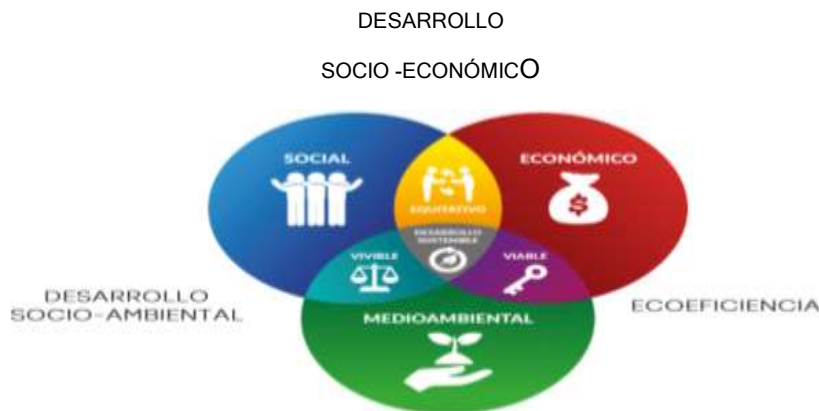 DESARROLLO
SOCIO -ECONÓMICO
SOCIAL
ECONÓMICO
$
EQUITATIVO
DESARROLLO
SOSTENIBLE
VIVIBLE
VIABLE
DESARROLLO
SOCIO-AMBIENTAL
ECOEFICIENCIA
MEDIOAMBIENTAL